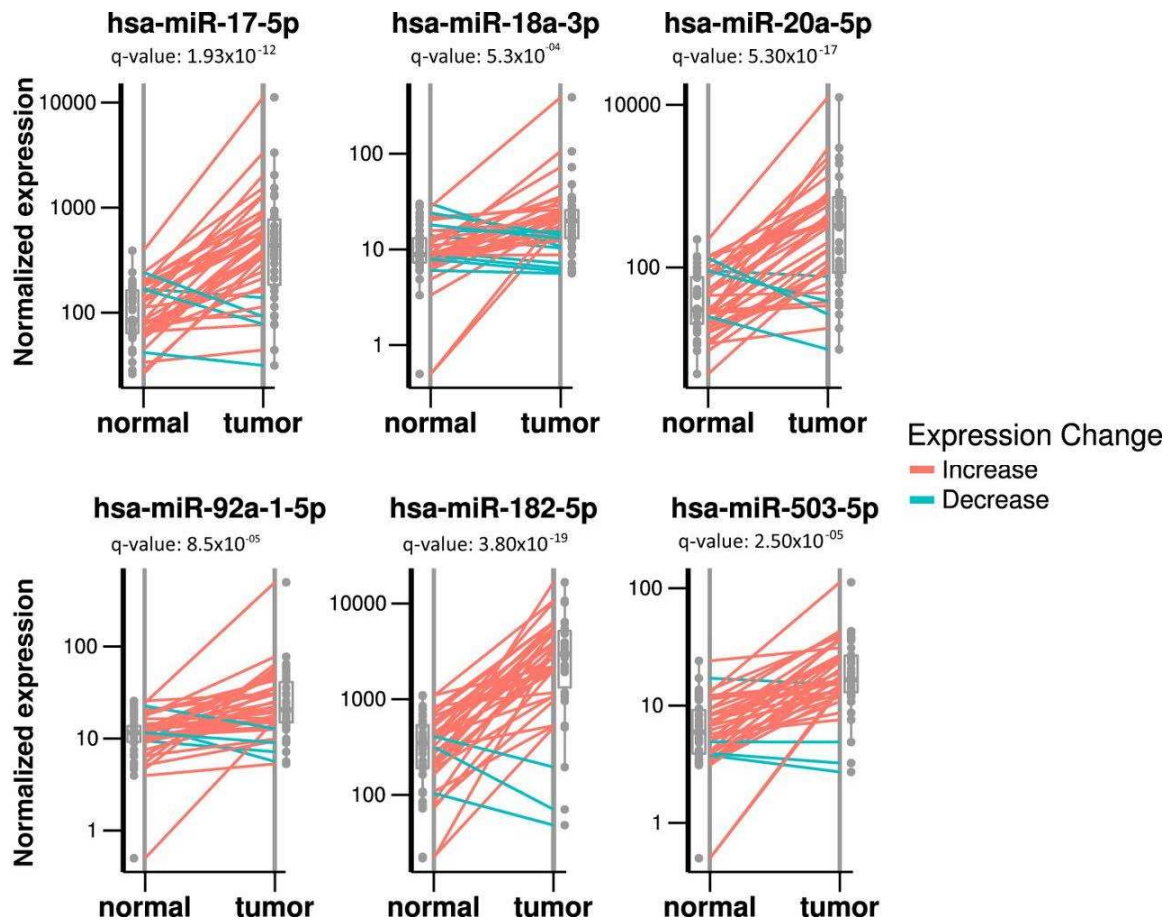 hsa-miR-17-5p
q-value: 1.93x10⁻¹²
Normalized expression
10000
1000
100
normal tumor
hsa-miR-18a-3p
q-value: 5.3x10⁻⁰⁴
100
10
1
normal tumor
hsa-miR-20a-5p
q-value: 5.30x10⁻¹⁷
10000
100
normal tumor
Expression Change
Increase
Decrease
hsa-miR-92a-1-5p
q-value: 8.5x10⁻⁰⁵
Normalized expression
100
10
1
normal tumor
hsa-miR-182-5p
q-value: 3.80x10⁻¹⁹
10000
1000
100
normal tumor
hsa-miR-503-5p
q-value: 2.50x10⁻⁰⁵
100
10
1
normal tumor